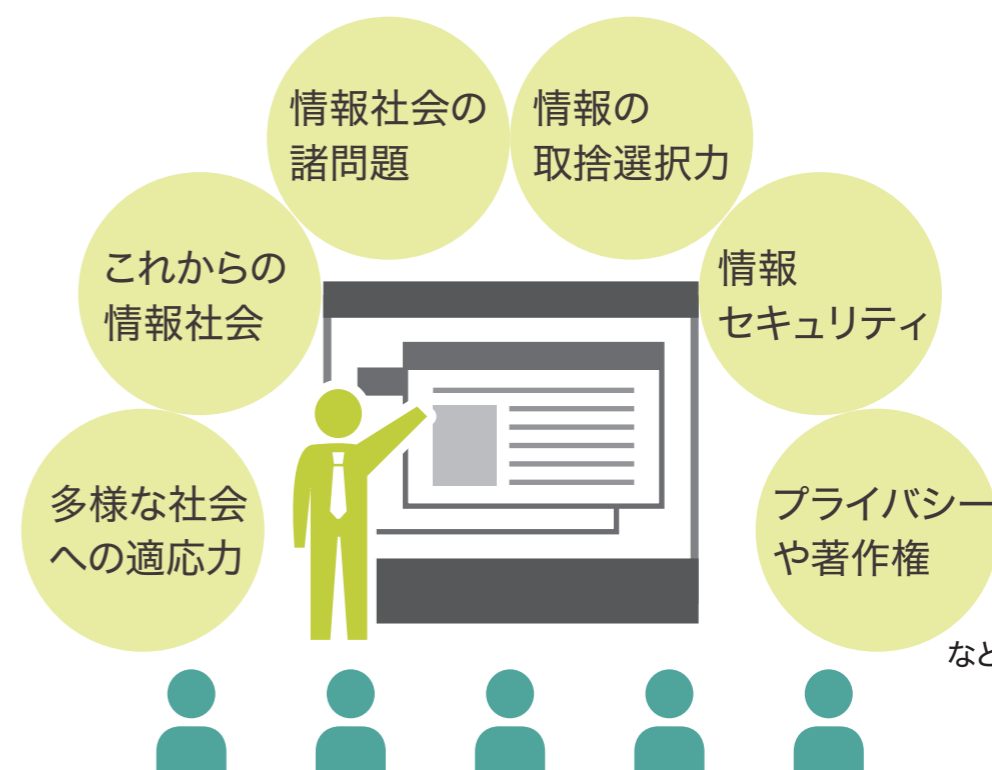 情報社会の
諸問題
情報の
取捨選択力
これからの
情報社会
情報
セキュリティ
多様な社会
への適応力
プライバシー
や著作権
など